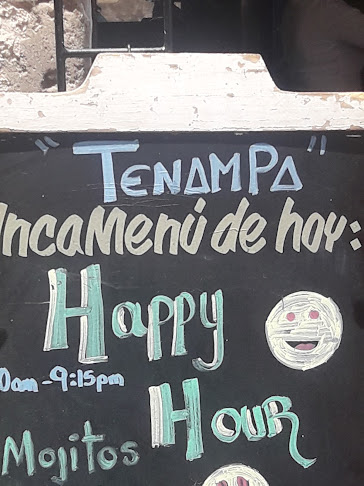 "TENAMPA"
IncaMenú de hoy:
Happy
0am-9:15pm
Hour
Mojitos